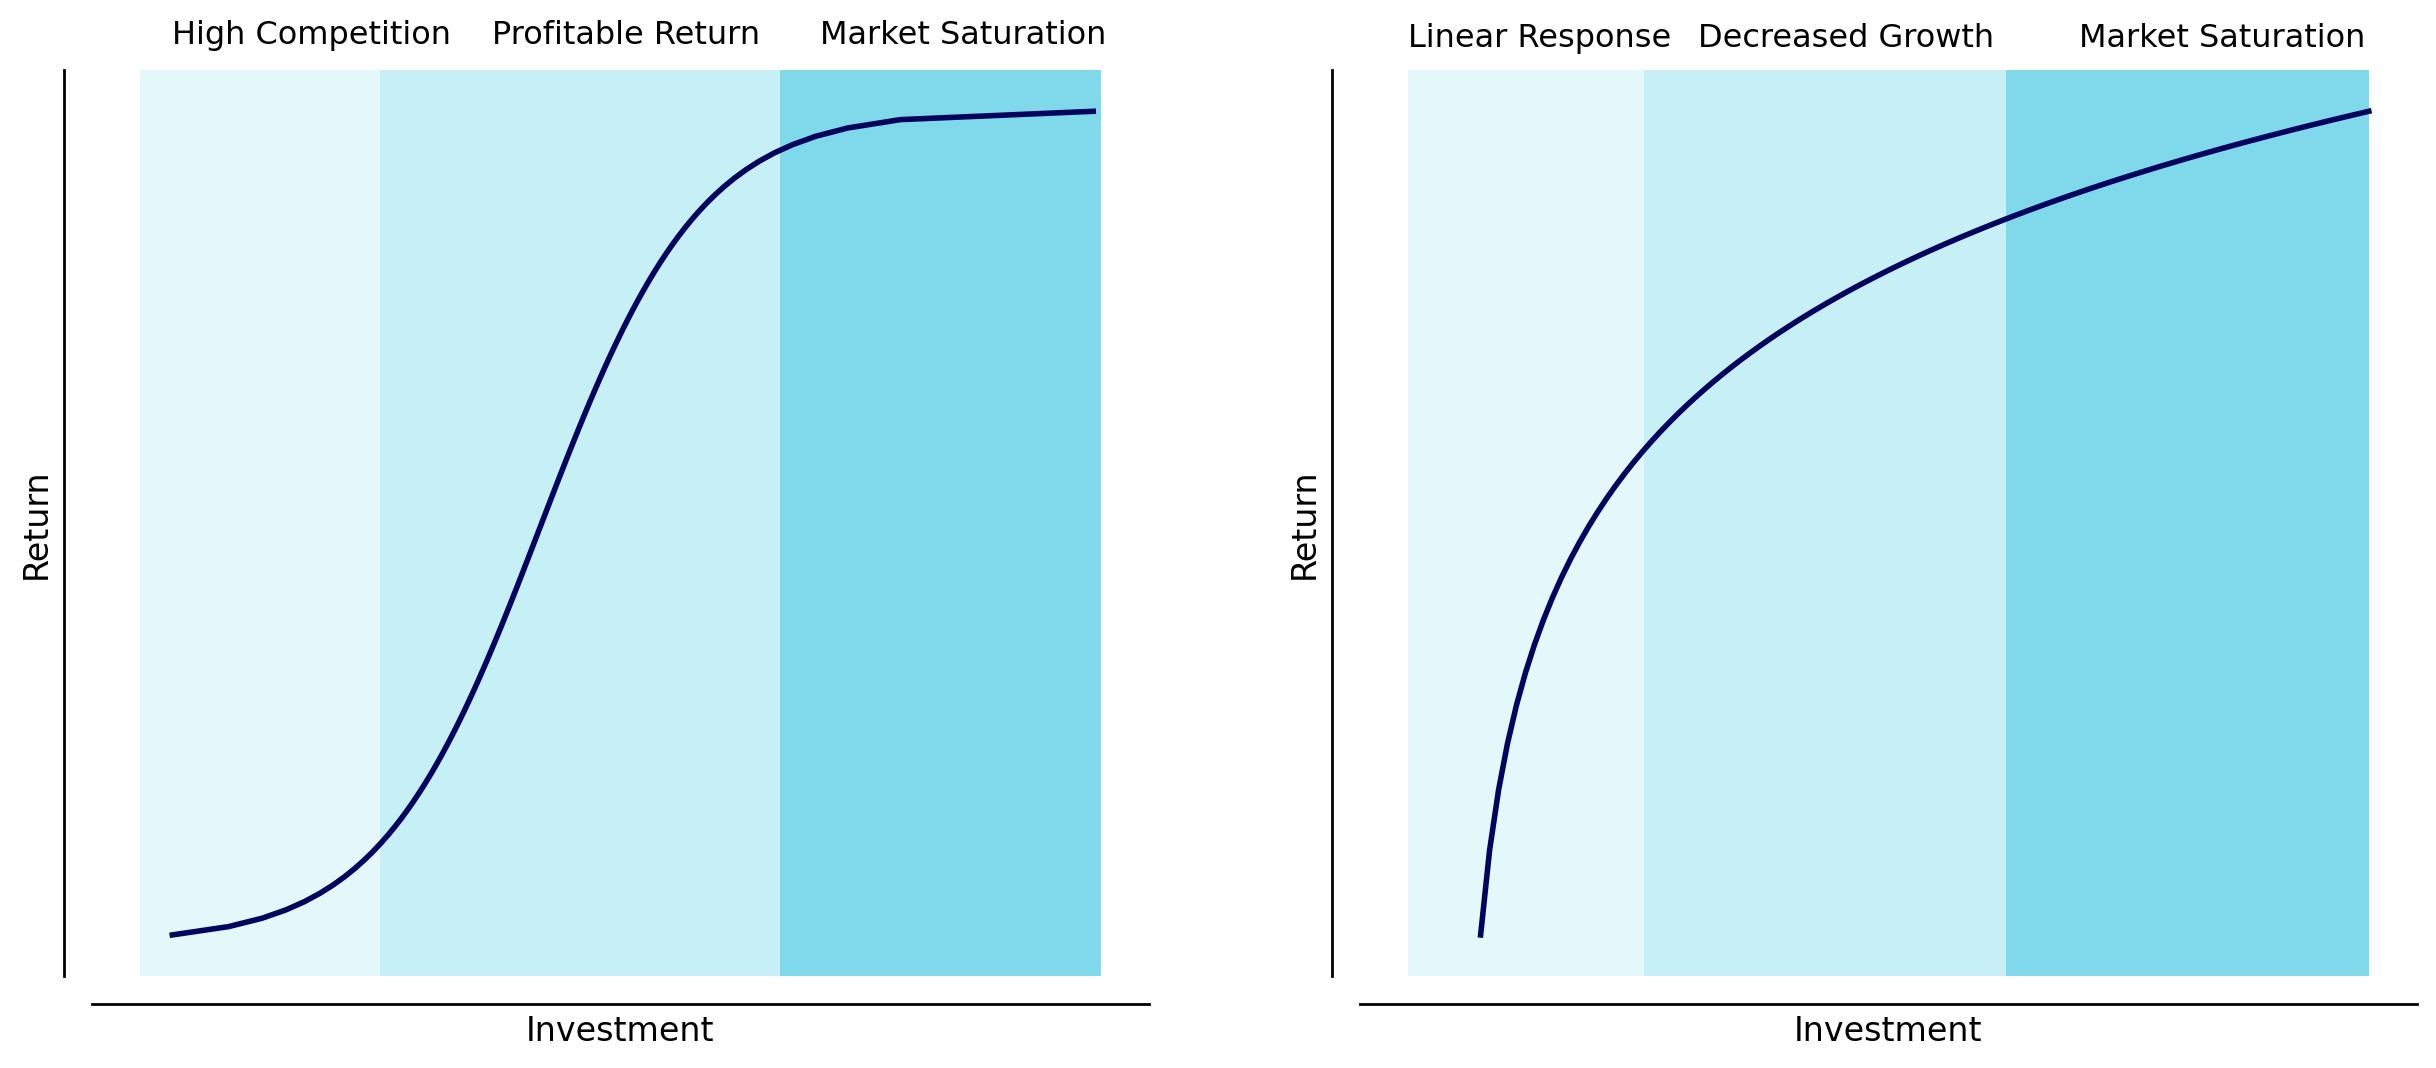 High Competition
Profitable Return
Market Saturation
Return
Investment
Linear Response
Decreased Growth
Market Saturation
Return
Investment